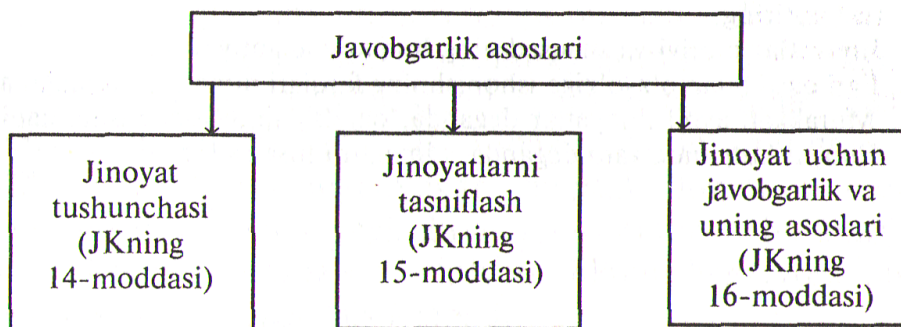 Javobgarlik asoslari
Jinoyat
tushunchasi
(JKning
14-moddasi)
Jinoyatlarni
tasniflash
(JKning
15-moddasi)
Jinoyat uchun
javobgarlik va
uning asoslari
(JKning
16-moddasi)